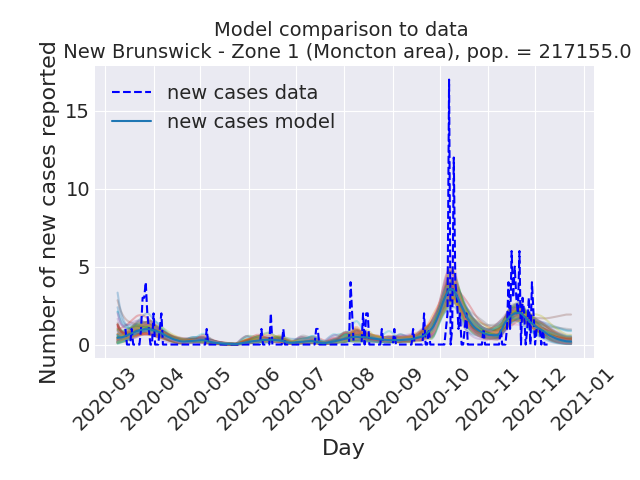 Model comparison to data
New Brunswick - Zone 1 (Moncton area), pop. = 217155.0
new cases data
new cases model
Number of new cases reported
15
10
5
0
2020-03
2020-04
2020-05
2020-06
2020-07
2020-08
2020-09
2020-10
2020-11
2020-12
2021-01
Day